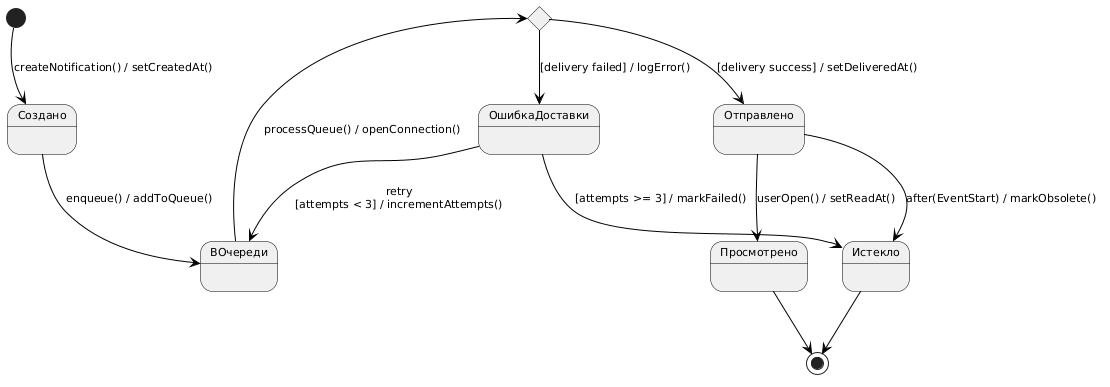 createNotification() / setCreatedAt()
[delivery failed] / logError()
[delivery success] / setDeliveredAt()
Создано
ОшибкаДоставки
Отправлено
processQueue() / openConnection()
enqueue() / addToQueue()
retry
[attempts < 3] / incrementAttempts()
[attempts >= 3] / markFailed()
userOpen() / setReadAt()
after(EventStart) / markObsolete()
ВОчереди
Просмотрено
Истекло